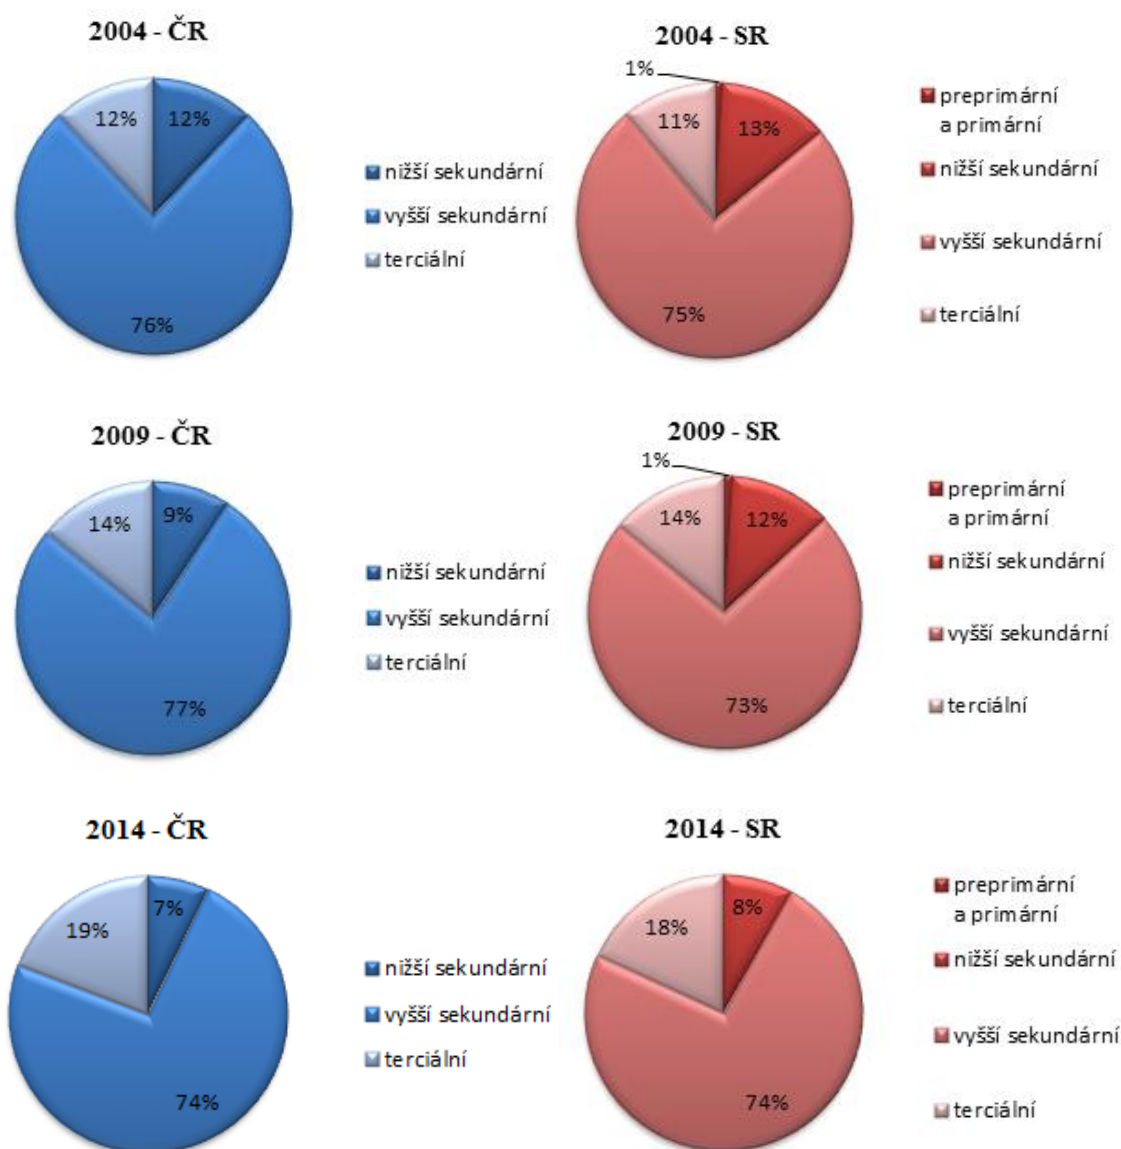 2004 - ČR
12%
12%
76%
nižší sekundární
vyšší sekundární
terciální
2004 - SR
1%
11%
13%
75%
preprimární
a primární
nižší sekundární
vyšší sekundární
terciální
2009 - ČR
14%
9%
77%
nižší sekundární
vyšší sekundární
terciální
2009 - SR
1%
14%
12%
73%
preprimární
a primární
nižší sekundární
vyšší sekundární
terciální
2014 - ČR
19%
7%
74%
nižší sekundární
vyšší sekundární
terciální
2014 - SR
18%
8%
74%
preprimární
a primární
nižší sekundární
vyšší sekundární
terciální